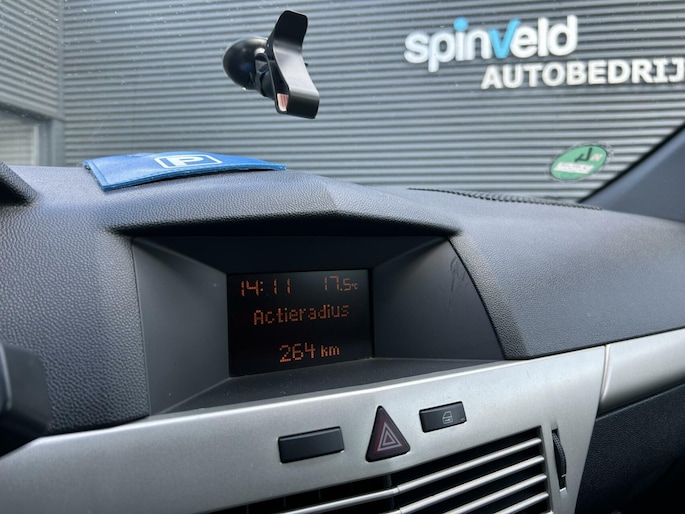 spinveld
AUTOBEDRIJ
P
14:11 17.5°C
Actieradius
264 km